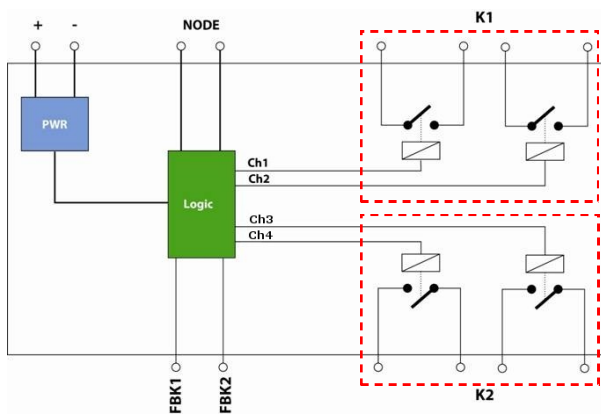 + - NODE K1
PWR
Ch1
Ch2
Logic
Ch3
Ch4
FBK1
FBK2
K2